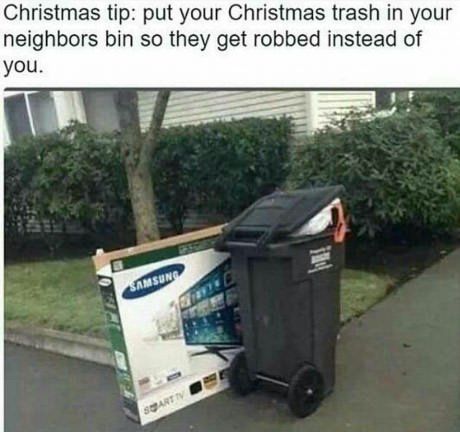 Christmas tip: put your Christmas trash in your
neighbors bin so they get robbed instead of
you.
SAMSUNG
SMART TV